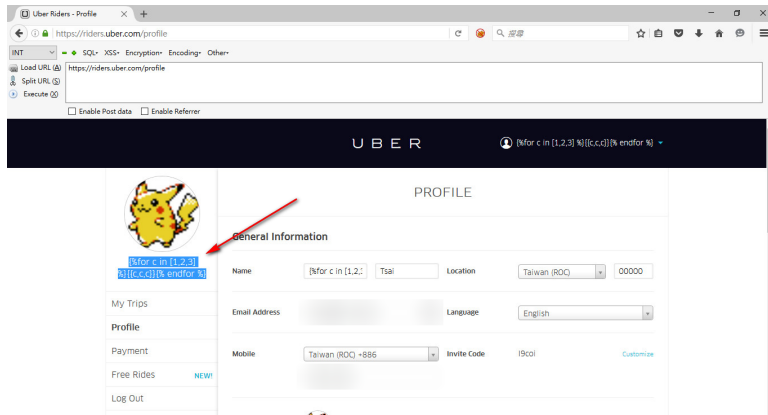 Uber Riders - Profile
https://riders.uber.com/profile
搜尋
INT SQL- XSS- Encryption- Encoding- Other-
Load URL (A) https://riders.uber.com/profile
Split URL (S)
Execute (X)
Enable Post data Enable Referrer
UBER {%for c in [1,2,3] %}{{c,c,c}}{% endfor %}
PROFILE
{%for c in [1,2,3]
%}{{c,c,c}}{% endfor %}
General Information
Name {%for c in [1,2,: Tsai Location Taiwan (ROC) 00000
My Trips
Email Address Language English
Profile
Payment
Mobile Taiwan (ROC) +886 Invite Code l9coi Customize
Free Rides NEW!
Log Out